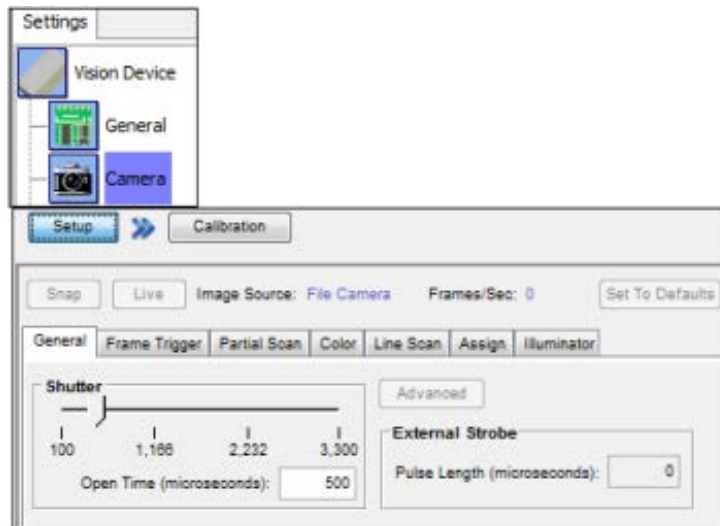 Settings
Vision Device
General
Camera
Setup Calibration
Snap Live Image Source: File Camera Frames/Sec: 0 Set To Defaults
General Frame Trigger Partial Scan Color Line Scan Assign Illuminator
Shutter
100 1,166 2,232 3,300
Open Time (microseconds): 500
Advanced
External Strobe
Pulse Length (microseconds): 0